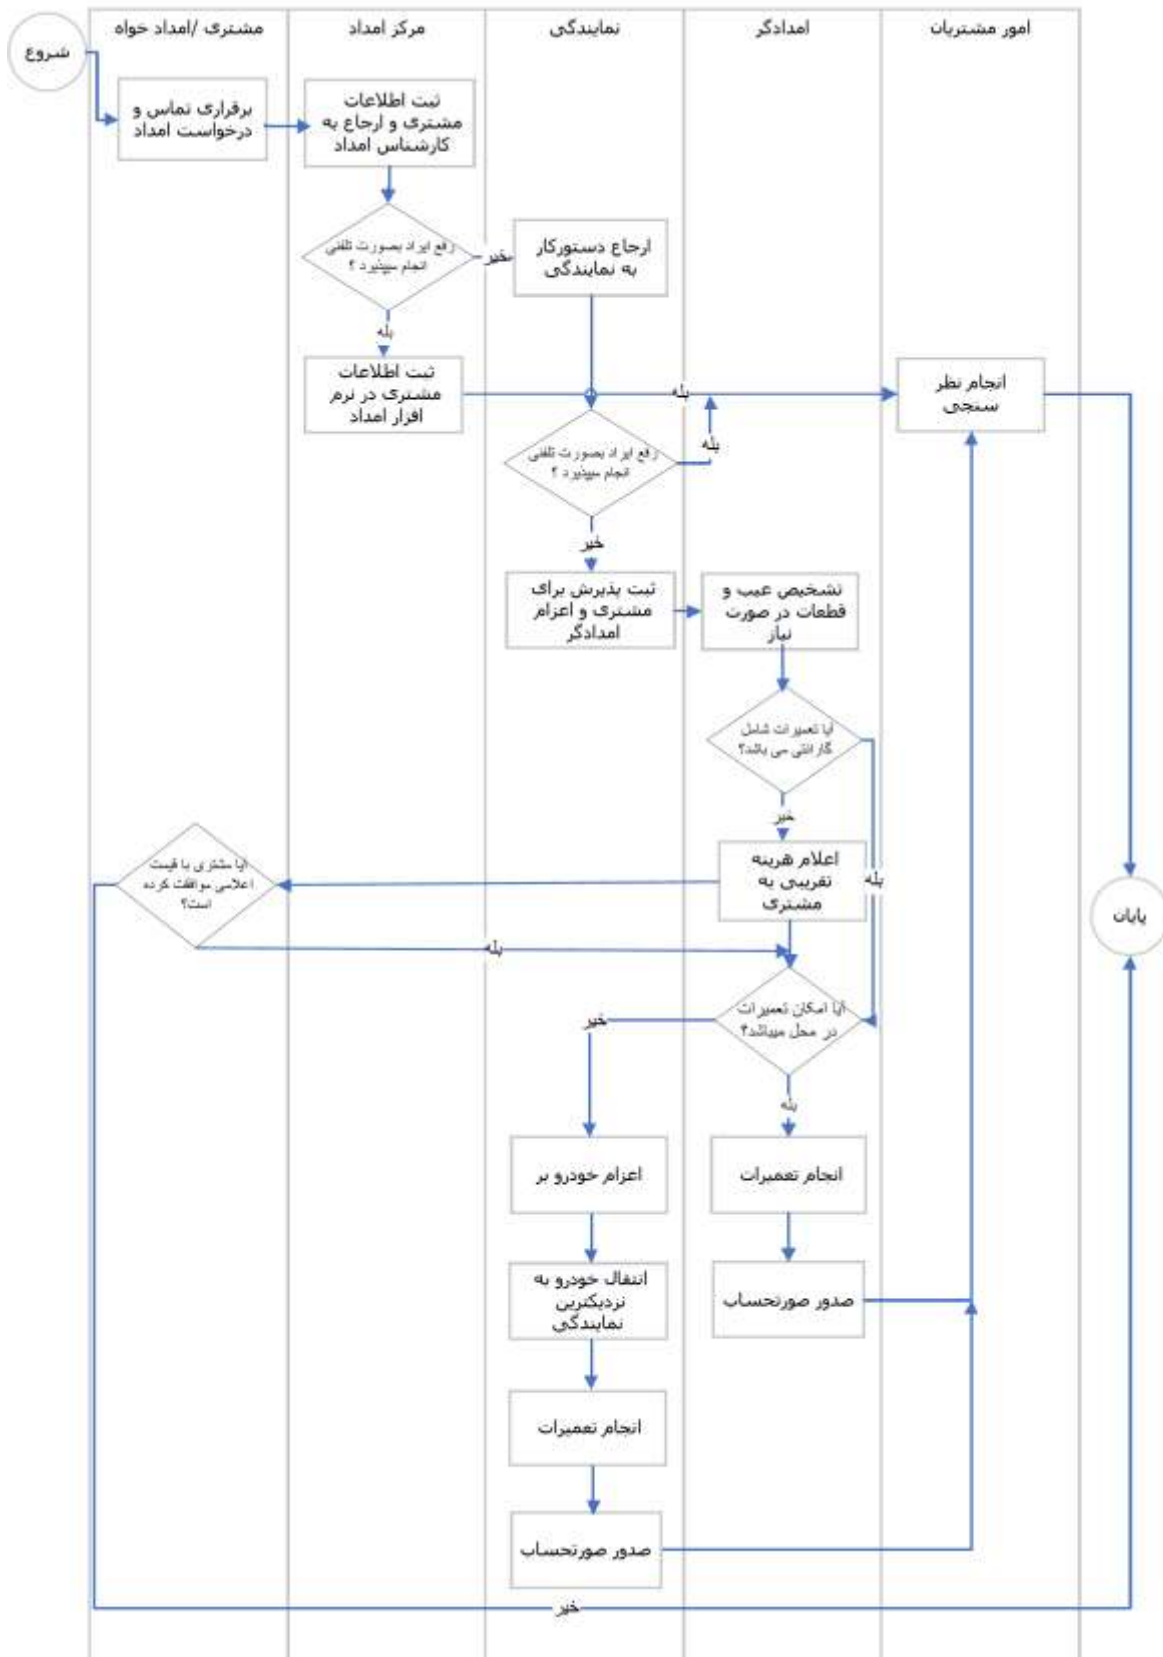 مشتری /امداد خواه
مرکز امداد
نمایندگی
امدادگر
امور مشتریان
شروع
برقراری تماس و
درخواست امداد
ثبت اطلاعات
مشتری و ارجاع به
کارشناس امداد
رفع ایراد بصورت تلفنی
انجام میپذیرد ؟
خیر
ارجاع دستورکار
به نمایندگی
بله
ثبت اطلاعات
مشتری در نرم
افزار امداد
بله
انجام نظر
سنجی
رفع ایراد بصورت تلفنی
انجام میپذیرد ؟
بله
خیر
ثبت پذیرش برای
مشتری و اعزام
امدادگر
تشخیص عیب و
قطعات در صورت
نیاز
آیا تعمیرات شامل
گارانتی می باشد؟
خیر
بله
اعلام هزینه
تقریبی به
مشتری
آیا مشتری با قیمت
اعلامی موافقت کرده
است؟
بله
پایان
آیا امکان تعمیرات
در محل میباشد؟
خیر
بله
اعزام خودرو بر
انجام تعمیرات
انتقال خودرو به
نزدیکترین
نمایندگی
صدور صورتحساب
انجام تعمیرات
صدور صورتحساب
خیر